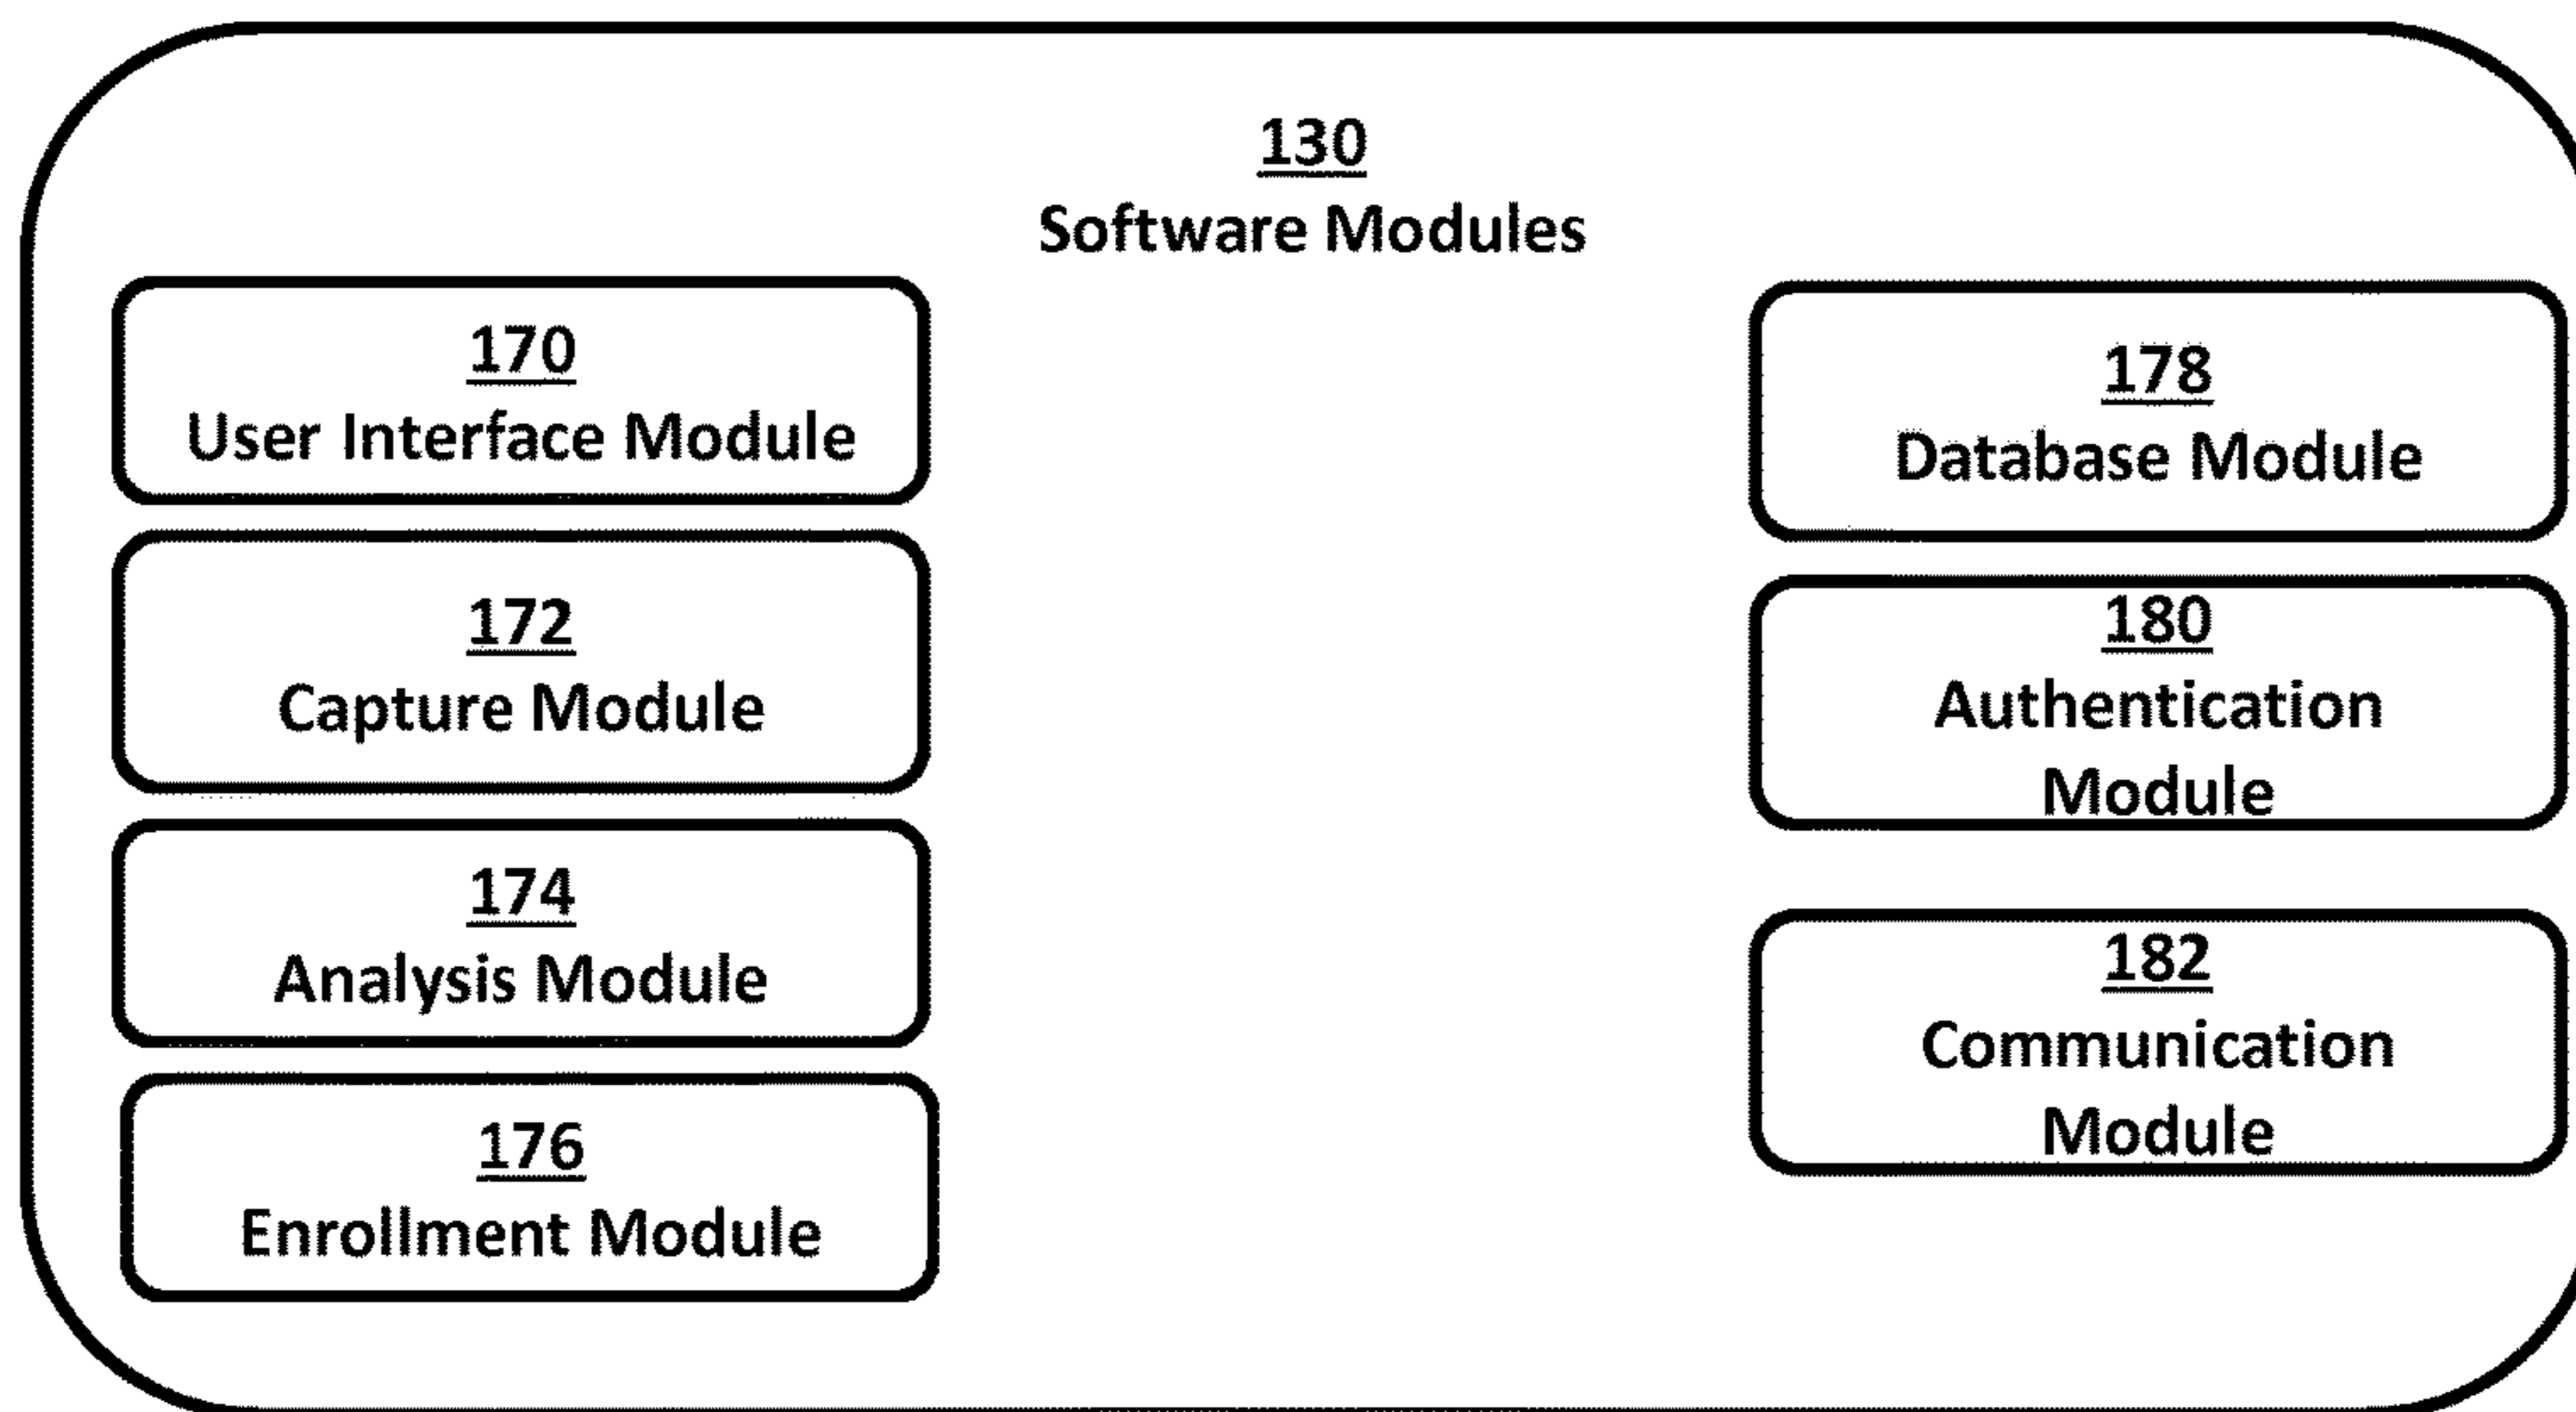 130
Software Modules
170
User Interface Module
172
Capture Module
174
Analysis Module
176
Enrollment Module
178
Database Module
180
Authentication
Module
182
Communication
Module